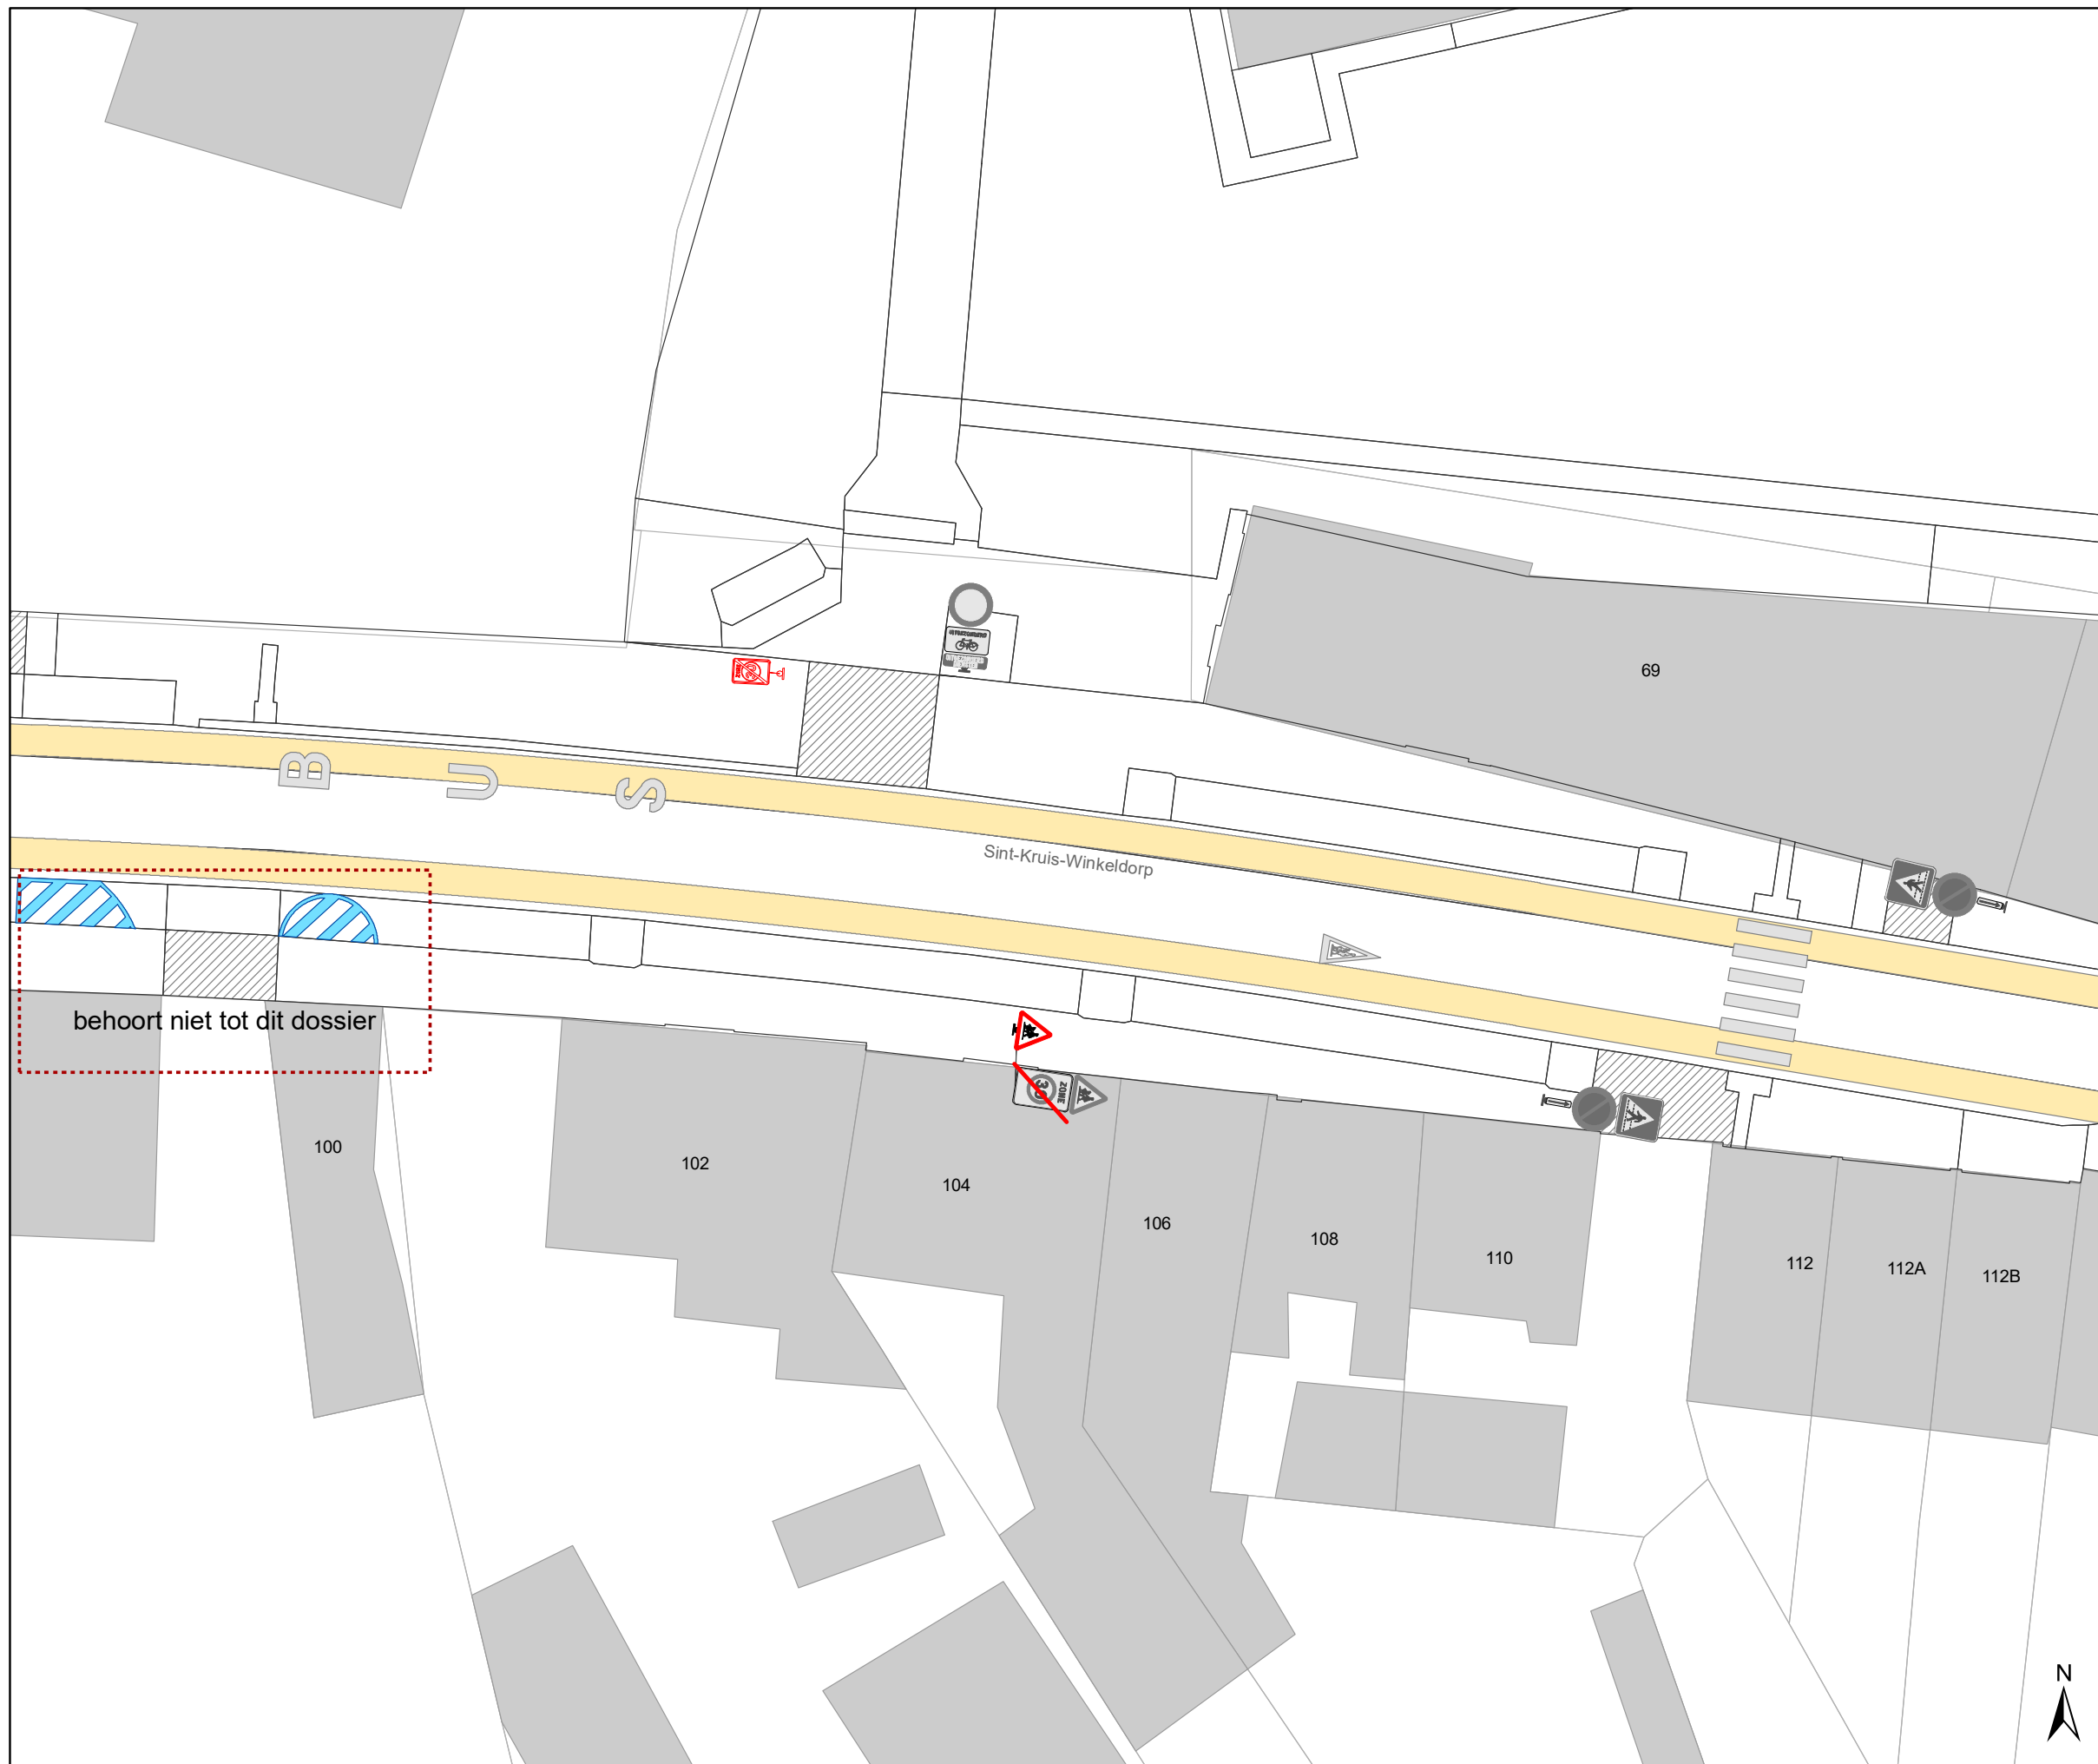 69
B U S
Sint-Kruis-Winkeldorp
behoort niet tot dit dossier
30 ZONE
100
102
104
106
108
110
112
112A
112B
N